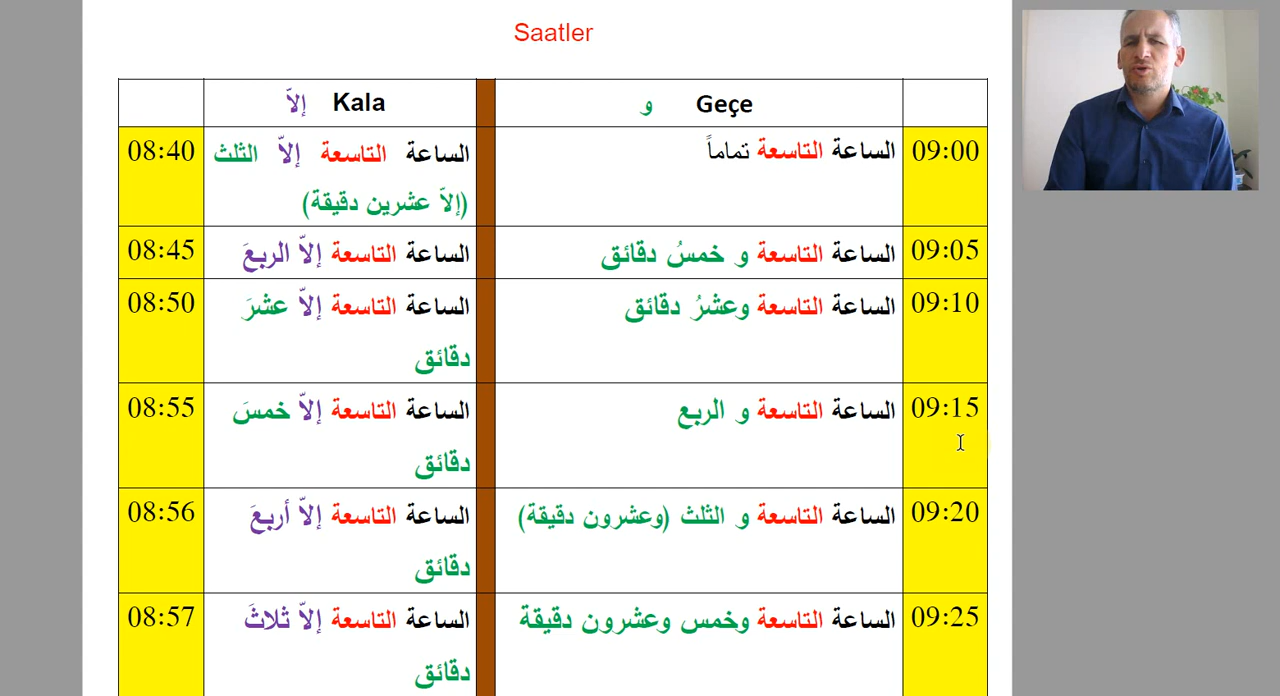 Saatler
و Geçe
إلاّ Kala
09:00
الساعة التاسعة تماماً
الساعة التاسعة إلاّ الثلث
(إلاّ عشرين دقيقة)
08:40
09:05
الساعة التاسعة و خمسُ دقائق
الساعة التاسعة إلاّ الربعَ
08:45
09:10
الساعة التاسعة وعشرُ دقائق
الساعة التاسعة إلاّ عشرَ
دقائق
08:50
09:15
الساعة التاسعة و الربع
الساعة التاسعة إلاّ خمسَ
دقائق
08:55
09:20
الساعة التاسعة و الثلث (وعشرون دقيقة)
الساعة التاسعة إلاّ أربعَ
دقائق
08:56
09:25
الساعة التاسعة وخمس وعشرون دقيقة
الساعة التاسعة إلاّ ثلاثَ
دقائق
08:57